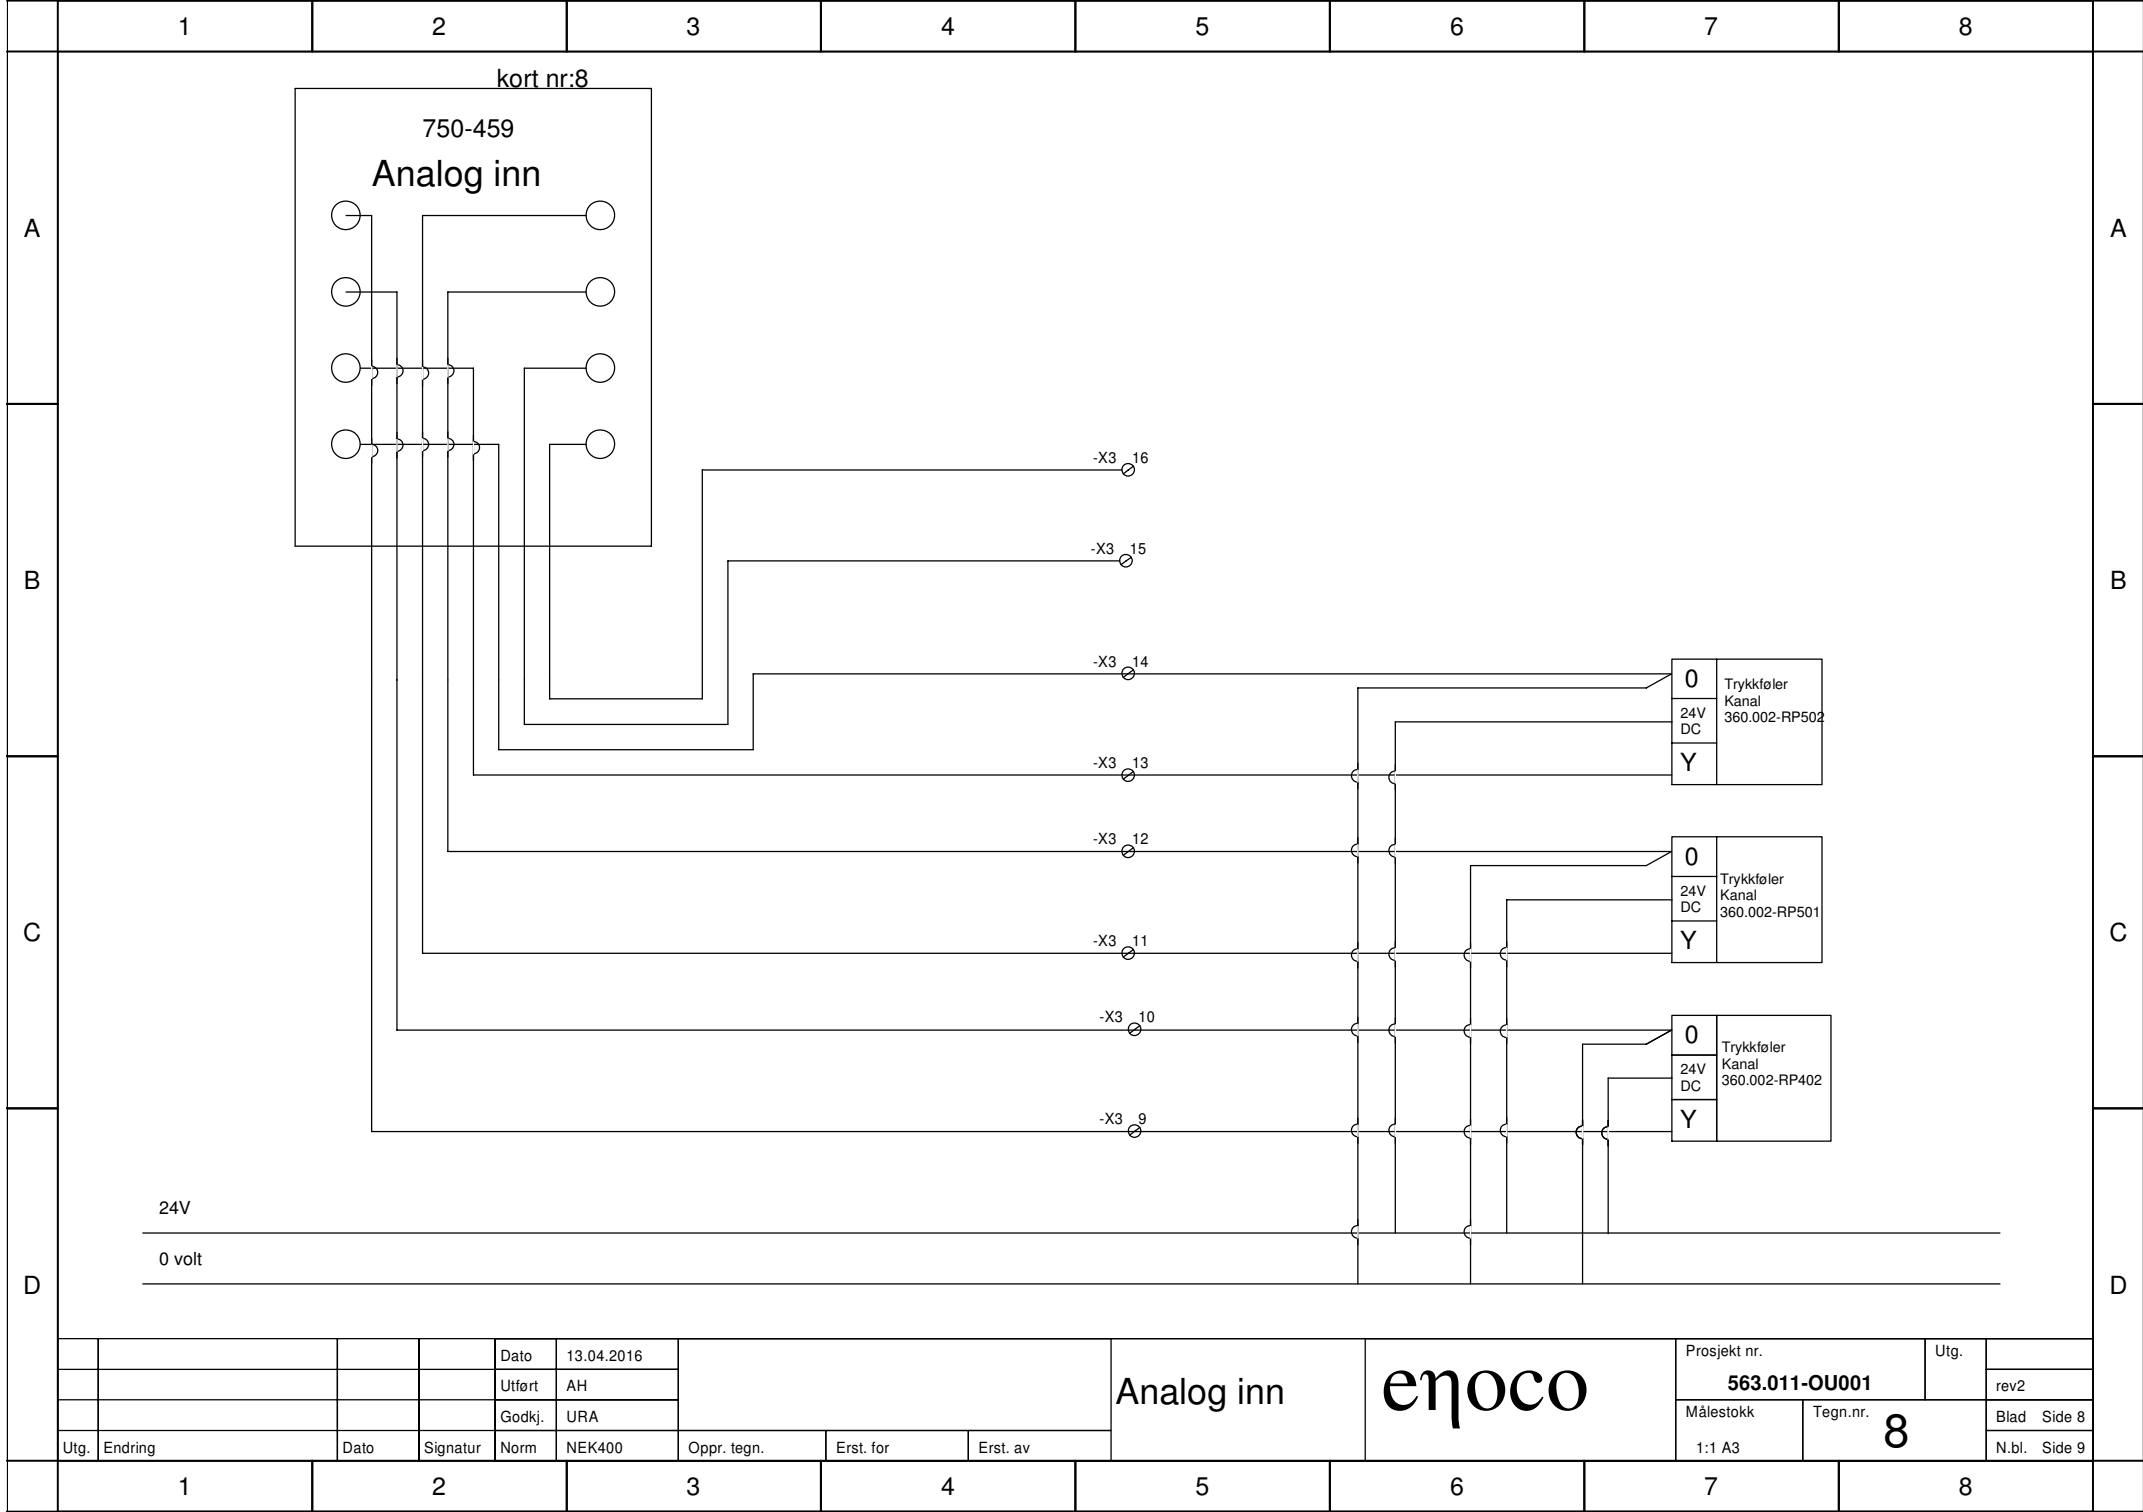 1 2 3 4 5 6 7 8
kort nr:8
750-459
Analog inn
A A
-X3 16
-X3 15
B B
-X3 14
0
24V
DC
Y
Trykkføler
Kanal
360.002-RP502
-X3 13
-X3 12
0
24V
DC
Y
Trykkføler
Kanal
360.002-RP501
C C
-X3 11
-X3 10
0
24V
DC
Y
Trykkføler
Kanal
360.002-RP402
-X3 9
24V
0 volt
D D
Dato 13.04.2016
Utført AH
Godkj. URA
Utg. Endring Dato Signatur Norm NEK400 Oppr. tegn. Erst. for Erst. av
Analog inn
eηoco
Prosjekt nr.
563.011-OU001
Utg.
rev2
Målestokk
1:1 A3
Tegn.nr.
8
Blad Side 8
N.bl. Side 9
1 2 3 4 5 6 7 8